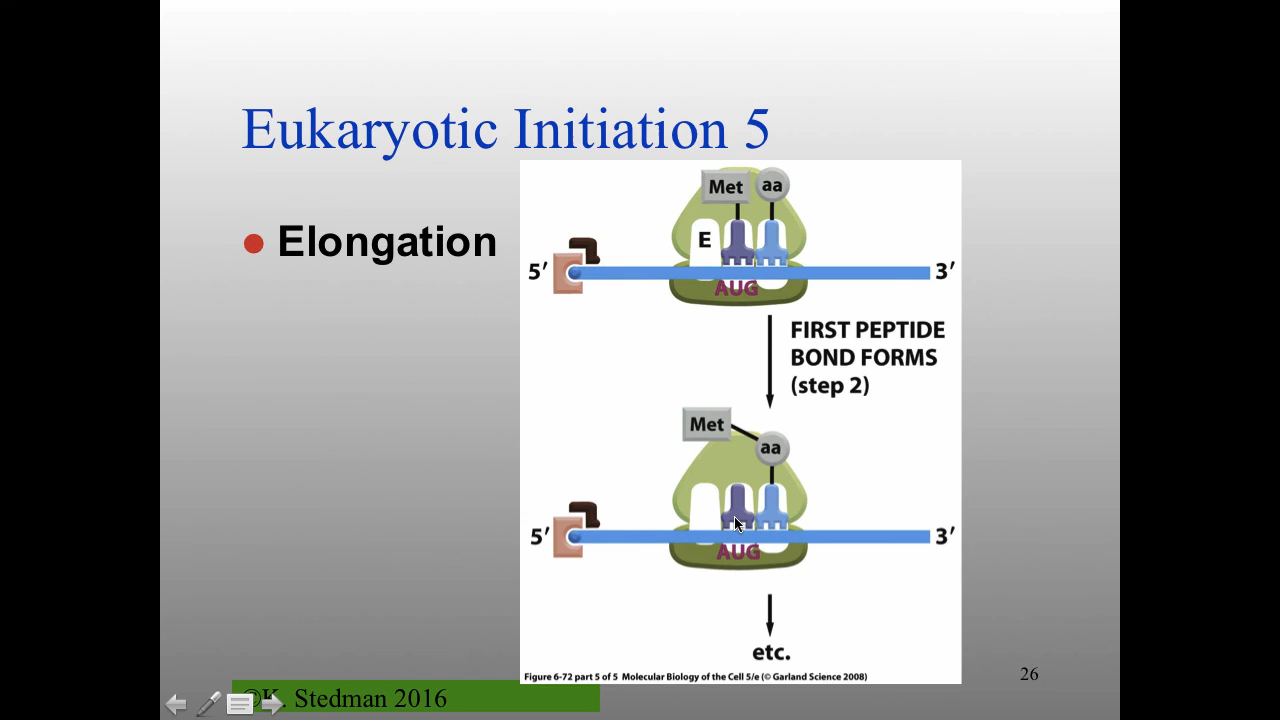 Eukaryotic Initiation 5
Elongation
Met aa
E
5′ 3′
AUG
FIRST PEPTIDE
BOND FORMS
(step 2)
Met
aa
5′ 3′
AUG
etc.
Figure 6-72 part 5 of 5 Molecular Biology of the Cell 5/e (© Garland Science 2008)
26
©K. Stedman 2016